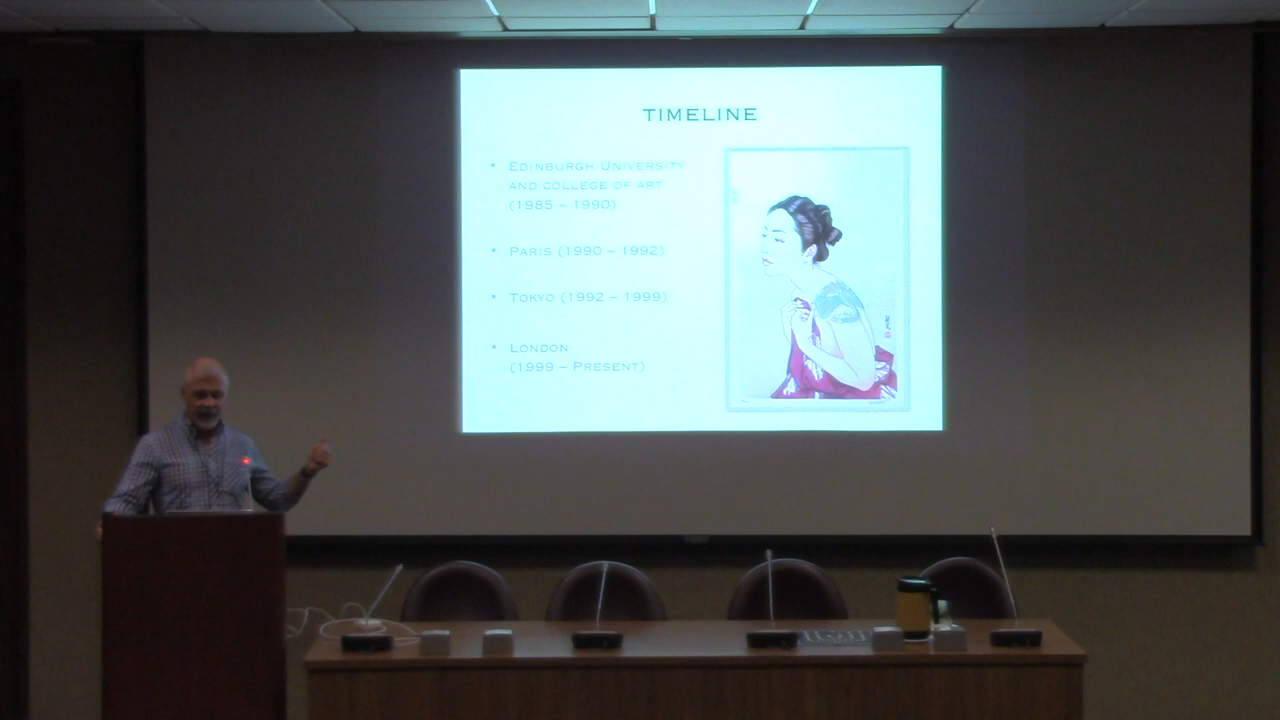 TIMELINE
• EDINBURGH UNIVERSITY
AND COLLEGE OF ART
(1985 – 1990)
• PARIS (1990 – 1992)
• TOKYO (1992 – 1999)
• LONDON
(1999 – PRESENT)